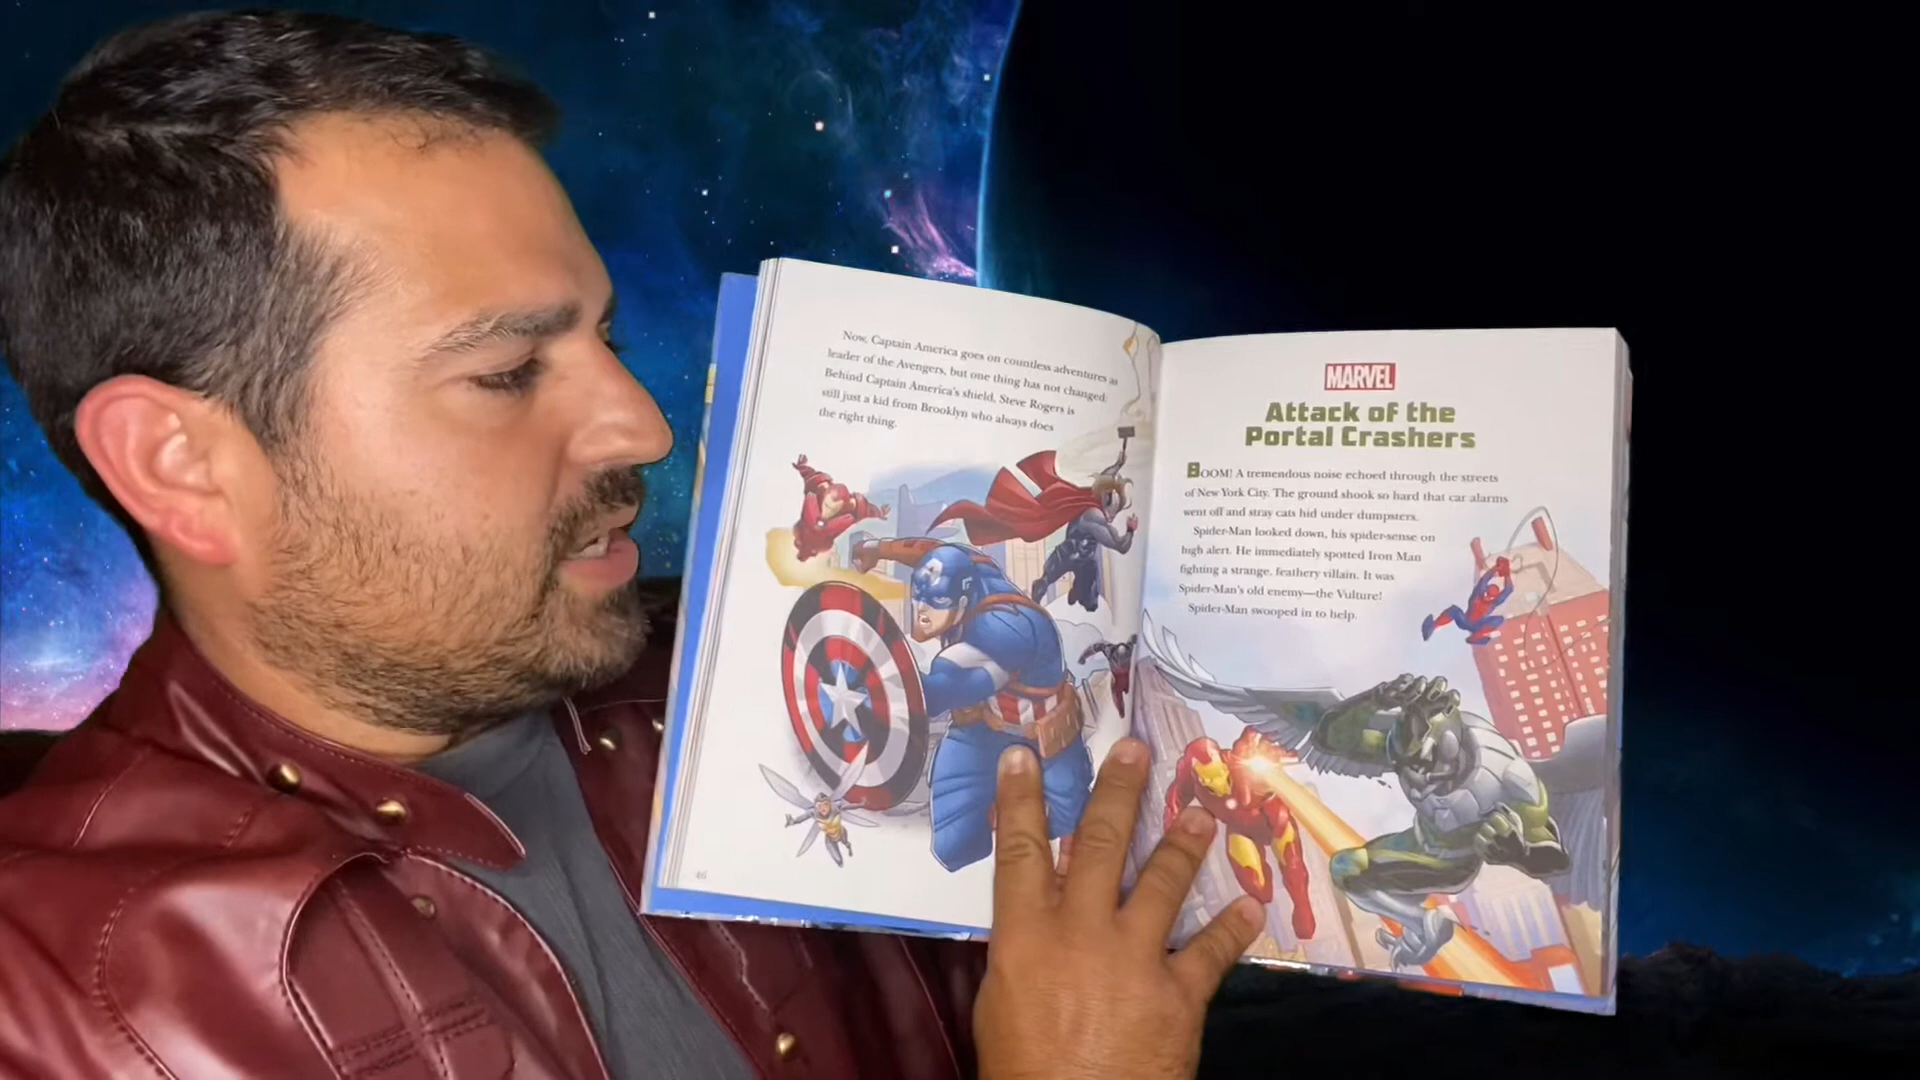 Now, Captain America goes on countless adventures as
leader of the Avengers, but one thing has not changed:
Behind Captain America's shield, Steve Rogers is
still just a kid from Brooklyn who always does
the right thing.
46
MARVEL
Attack of the
Portal Crashers
BOOM! A tremendous noise echoed through the streets
of New York City. The ground shook so hard that car alarms
went off and stray cats hid under dumpsters.
Spider-Man looked down, his spider-sense on
high alert. He immediately spotted Iron Man
fighting a strange, feathery villain. It was
Spider-Man's old enemy—the Vulture!
Spider-Man swooped in to help.